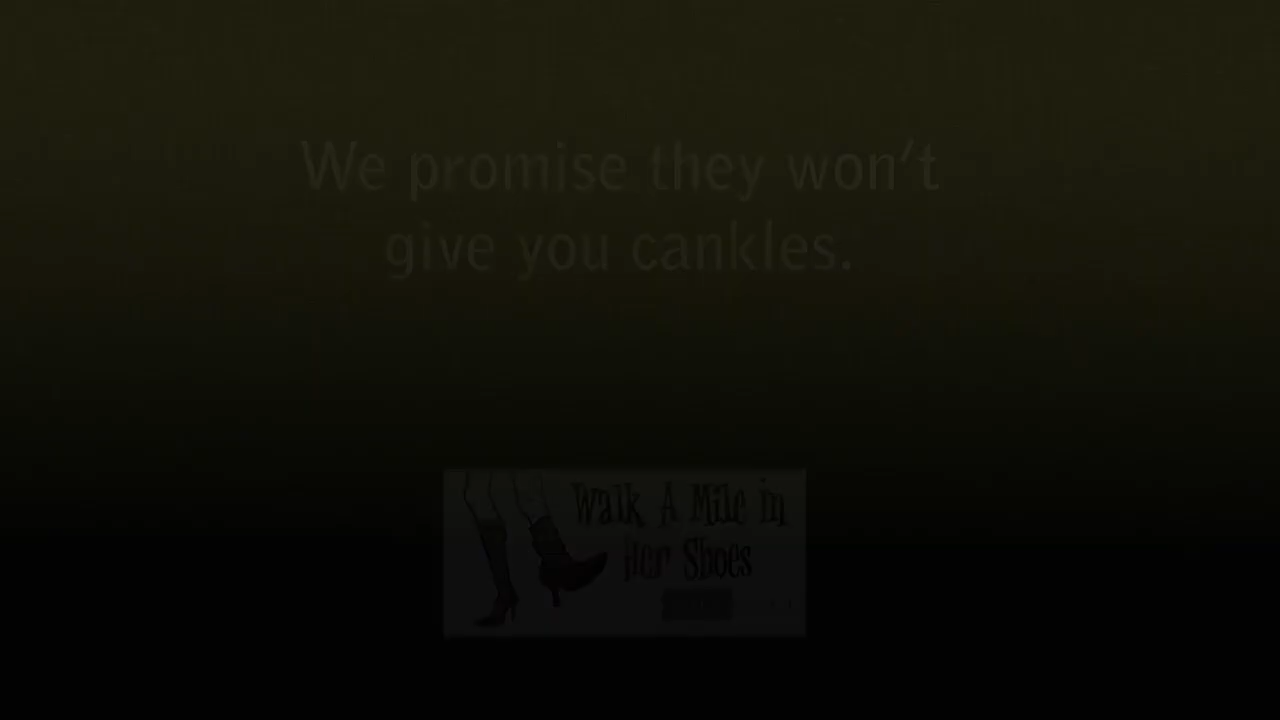 We promise they won't
give you cankles.
Walk A Mile in
Her Shoes